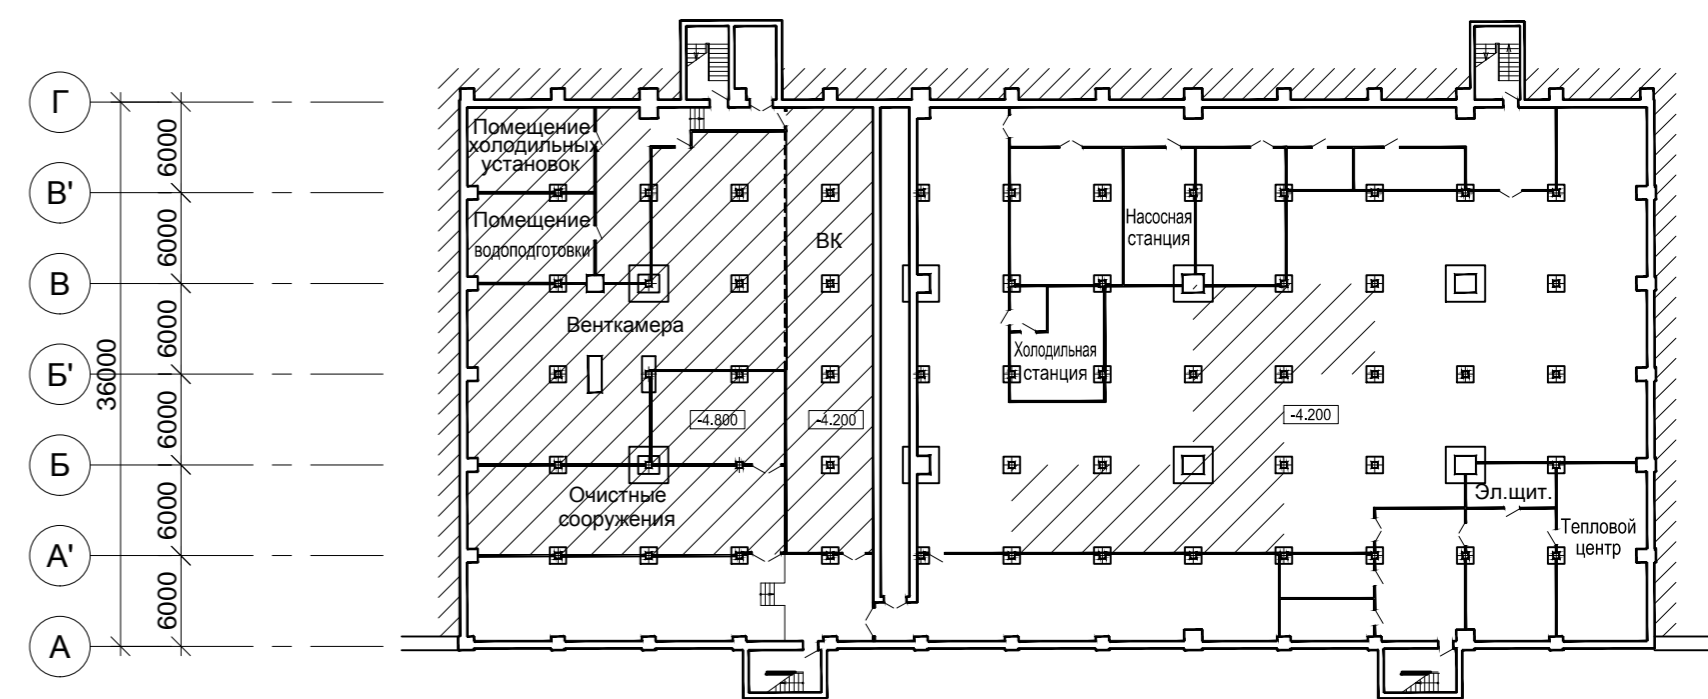 Г
В'
В
Б'
Б
А'
А
36000
6000
6000
6000
6000
6000
6000
Помещение
холодильных
установок
Помещение
водоподготовки
ВК
Насосная
станция
Венткамера
Холодильная
станция
-4.800
-4.200
-4.200
Очистные
сооружения
Эл.щит.
Тепловой
центр